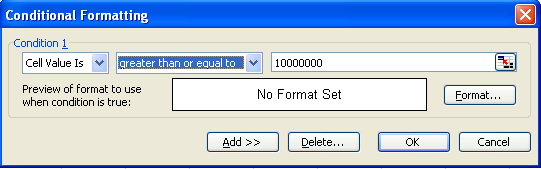 Conditional Formatting
Condition 1
Cell Value Is greater than or equal to 10000000
Preview of format to use
when condition is true:
No Format Set
Format...
Add >> Delete... OK Cancel